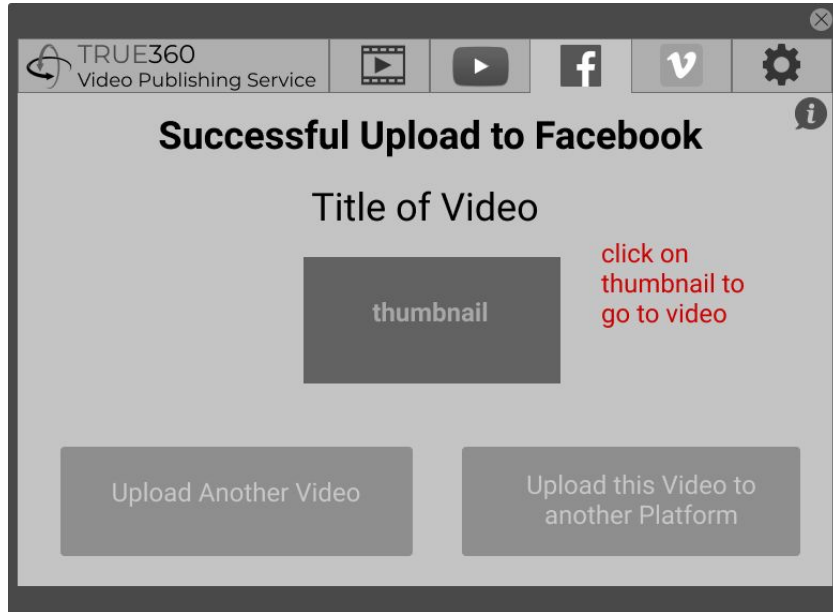 TRUE360
Video Publishing Service
i
Successful Upload to Facebook
Title of Video
click on
thumbnail to
go to video
thumbnail
Upload Another Video
Upload this Video to
another Platform